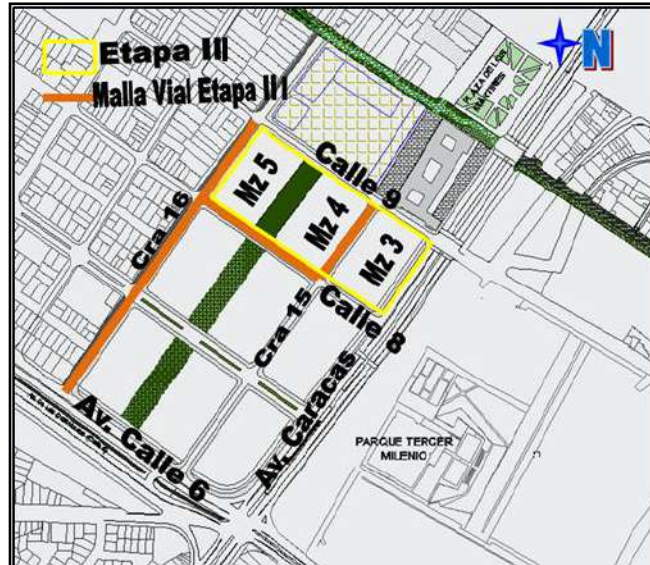 Etapa III
Malla Vial Etapa III
N
Calle 9
Mz 5
Mz 4
Mz 3
Cra 16
Cra 15
Calle 8
Av. Caracas
Av. Calle 6
PARQUE TERCER
MILENIO